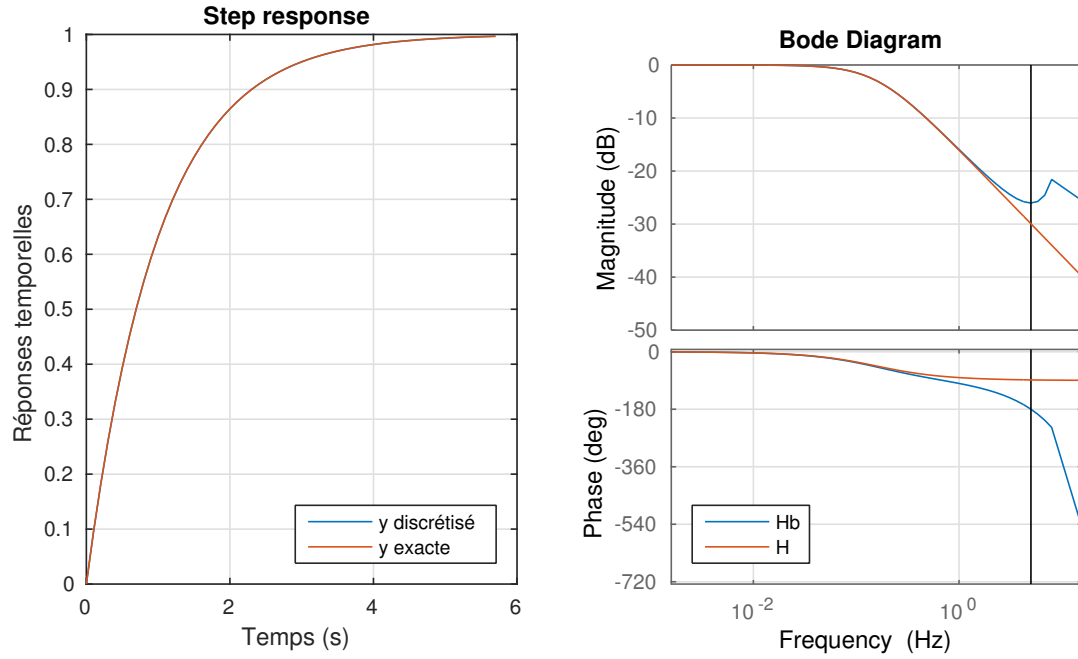 Step response
Réponses temporelles
1
0.9
0.8
0.7
0.6
0.5
0.4
0.3
0.2
0.1
0
0 2 4 6
Temps (s)
y discrétisé
y exacte
Bode Diagram
Magnitude (dB)
0
-10
-20
-30
-40
-50
Phase (deg)
0
-180
-360
-540
-720
Hb
H
10-2 100
Frequency (Hz)